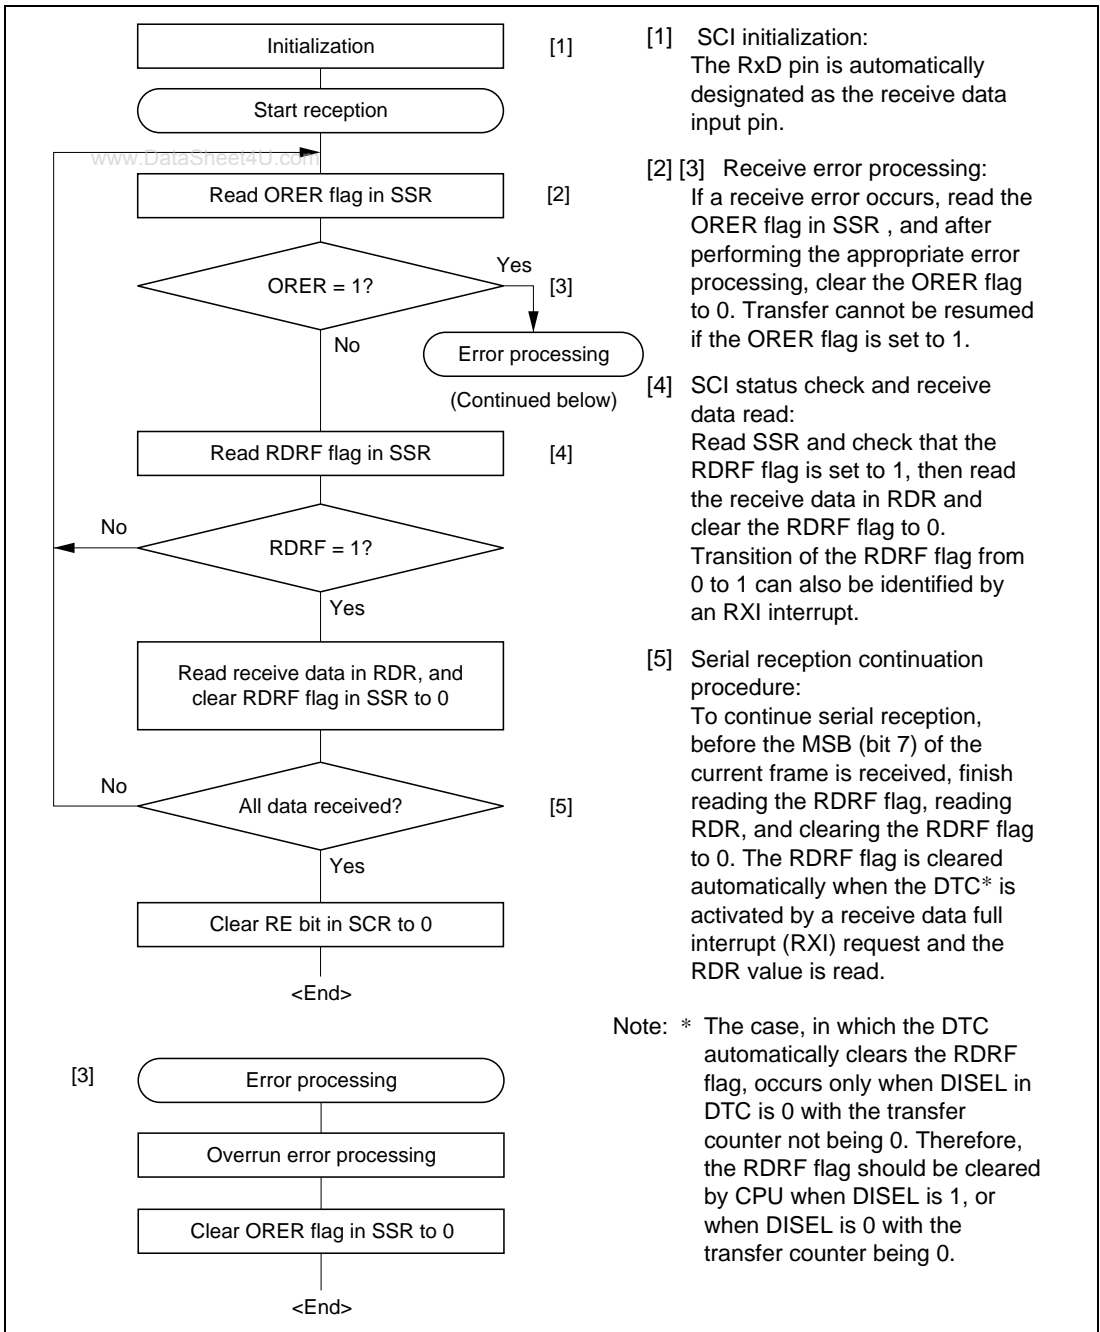 Initialization
[1]
Start reception
www.DataSheet4U.com
Read ORER flag in SSR
[2]
ORER = 1?
Yes
[3]
No
Error processing
(Continued below)
Read RDRF flag in SSR
[4]
No
RDRF = 1?
Yes
Read receive data in RDR, and
clear RDRF flag in SSR to 0
No
All data received?
[5]
Yes
Clear RE bit in SCR to 0
<End>
[3]
Error processing
Overrun error processing
Clear ORER flag in SSR to 0
<End>
[1] SCI initialization:
The RxD pin is automatically
designated as the receive data
input pin.
[2] [3] Receive error processing:
If a receive error occurs, read the
ORER flag in SSR , and after
performing the appropriate error
processing, clear the ORER flag
to 0. Transfer cannot be resumed
if the ORER flag is set to 1.
[4] SCI status check and receive
data read:
Read SSR and check that the
RDRF flag is set to 1, then read
the receive data in RDR and
clear the RDRF flag to 0.
Transition of the RDRF flag from
0 to 1 can also be identified by
an RXI interrupt.
[5] Serial reception continuation
procedure:
To continue serial reception,
before the MSB (bit 7) of the
current frame is received, finish
reading the RDRF flag, reading
RDR, and clearing the RDRF flag
to 0. The RDRF flag is cleared
automatically when the DTC* is
activated by a receive data full
interrupt (RXI) request and the
RDR value is read.
Note: * The case, in which the DTC
automatically clears the RDRF
flag, occurs only when DISEL in
DTC is 0 with the transfer
counter not being 0. Therefore,
the RDRF flag should be cleared
by CPU when DISEL is 1, or
when DISEL is 0 with the
transfer counter being 0.